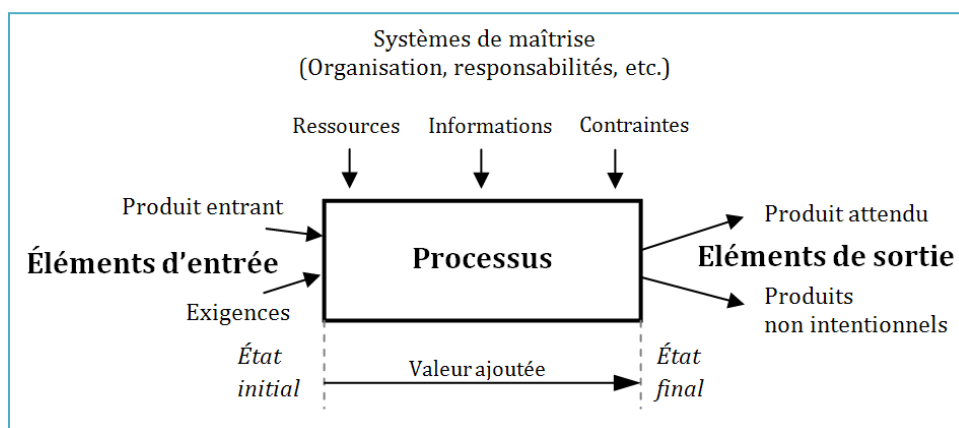 Systèmes de maîtrise
(Organisation, responsabilités, etc.)
Ressources Informations Contraintes
Produit entrant
Produit attendu
Éléments d'entrée
Processus
Eléments de sortie
Exigences
Produits
non intentionnels
État
initial
Valeur ajoutée
État
final